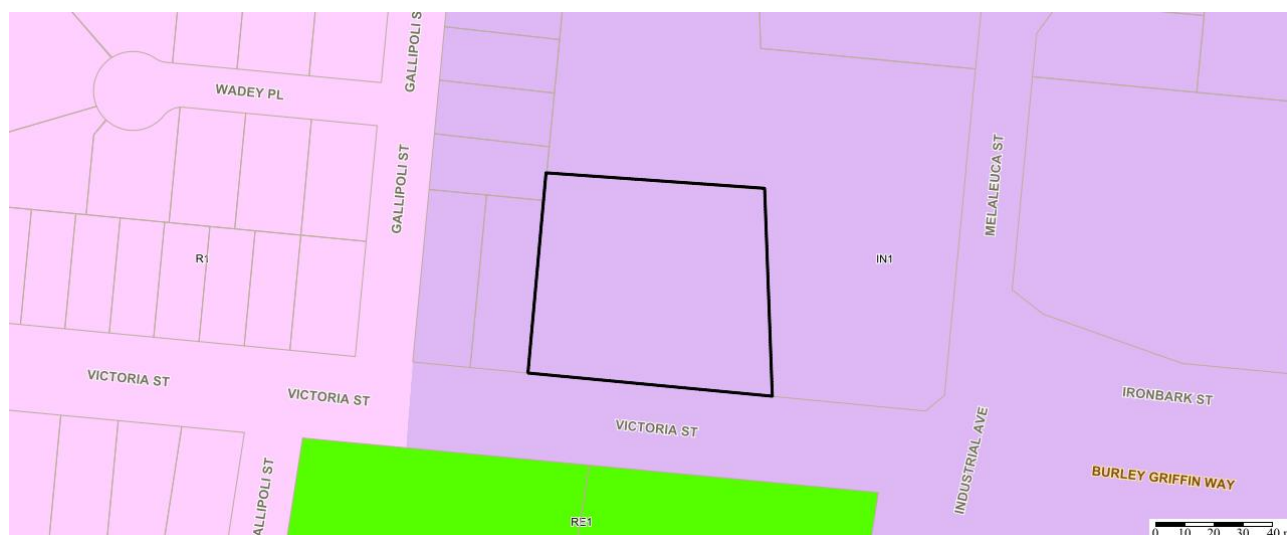 GALLIPOLI ST
WADEY PL
GALLIPOLI ST
MELALEUCA ST
R1
IN1
VICTORIA ST
VICTORIA ST
IRONBARK ST
VICTORIA ST
INDUSTRIAL AVE
BURLEY GRIFFIN WAY
ALLIPOLI ST
RE1
0 10 20 30 40